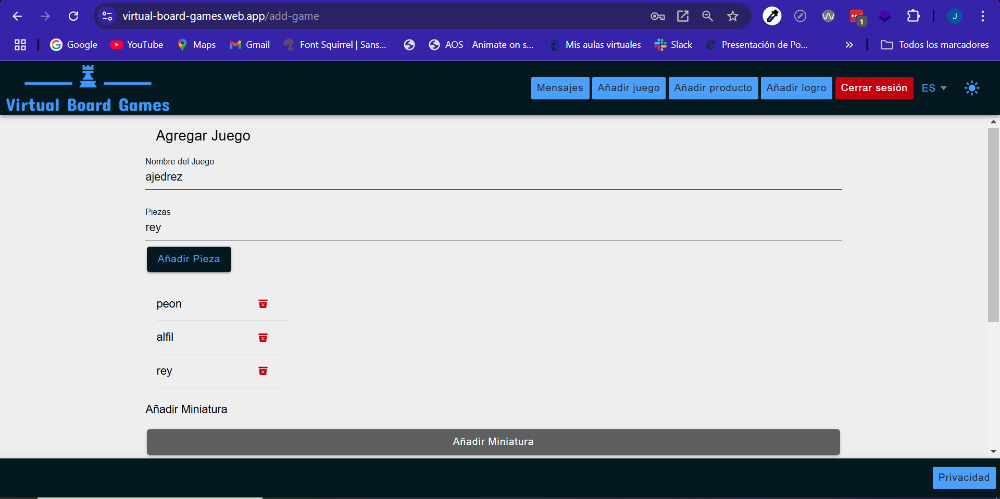 virtual-board-games.web.app/add-game
1
J
Google
YouTube
Maps
Gmail
Font Squirrel | Sans...
AOS - Animate on s...
Mis aulas virtuales
Slack
Presentación de Po...
»
Todos los marcadores
Virtual Board Games
Mensajes
Añadir juego
Añadir producto
Añadir logro
Cerrar sesión
ES
Agregar Juego
Nombre del Juego
ajedrez
Piezas
rey
Añadir Pieza
peon
alfil
rey
Añadir Miniatura
Añadir Miniatura
Privacidad